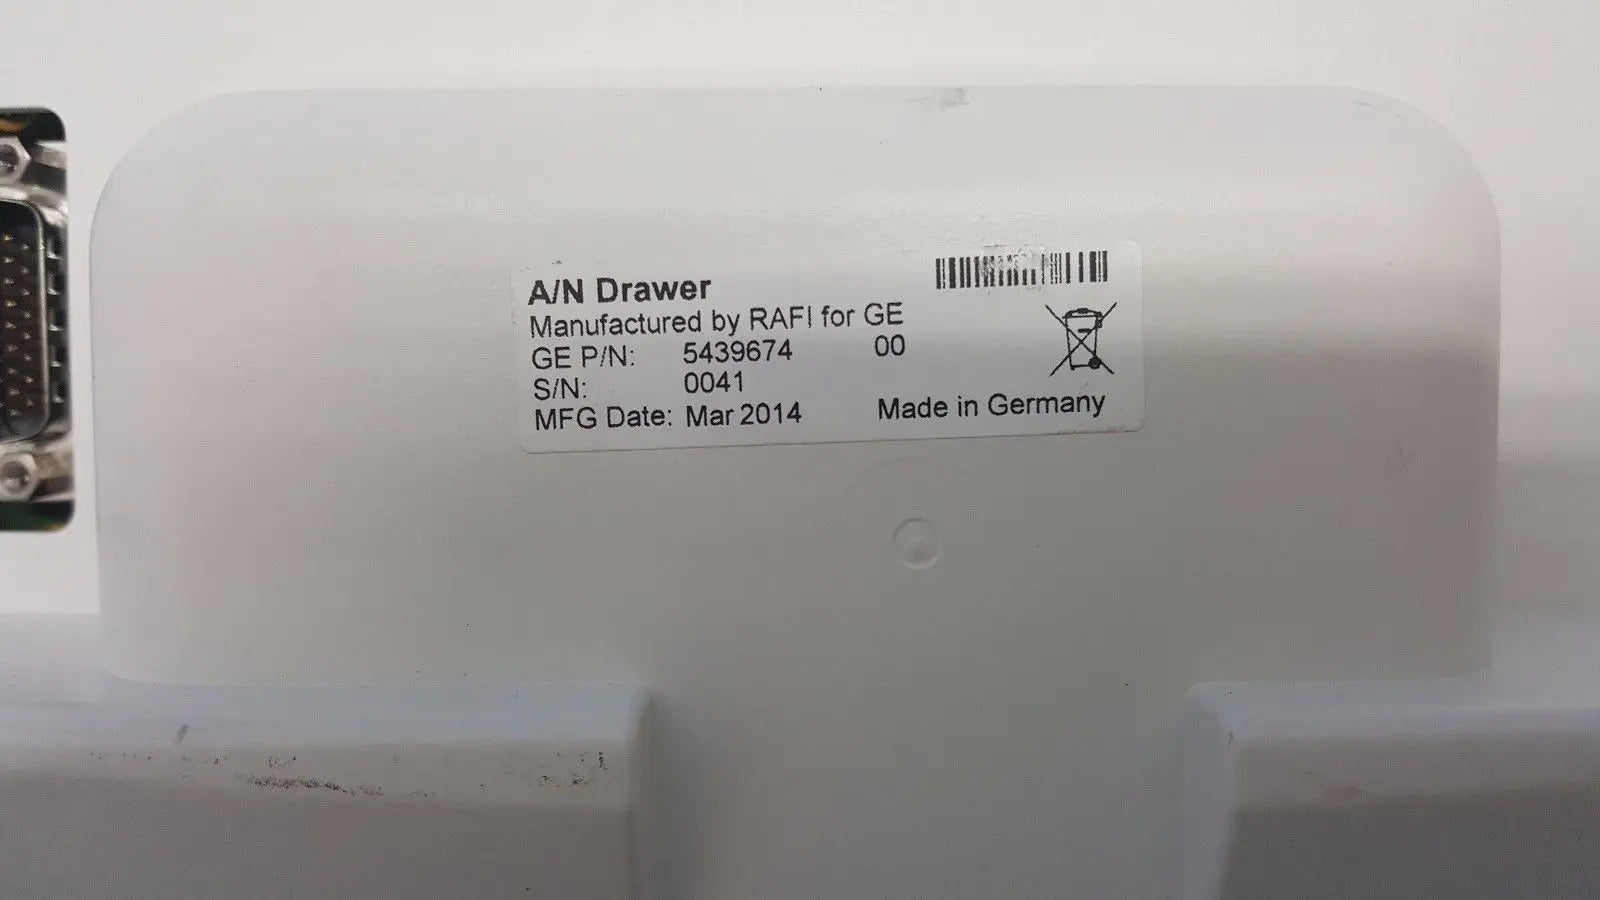 A/N Drawer
Manufactured by RAFI for GE
GE P/N: 5439674 00
S/N: 0041
MFG Date: Mar 2014 Made in Germany